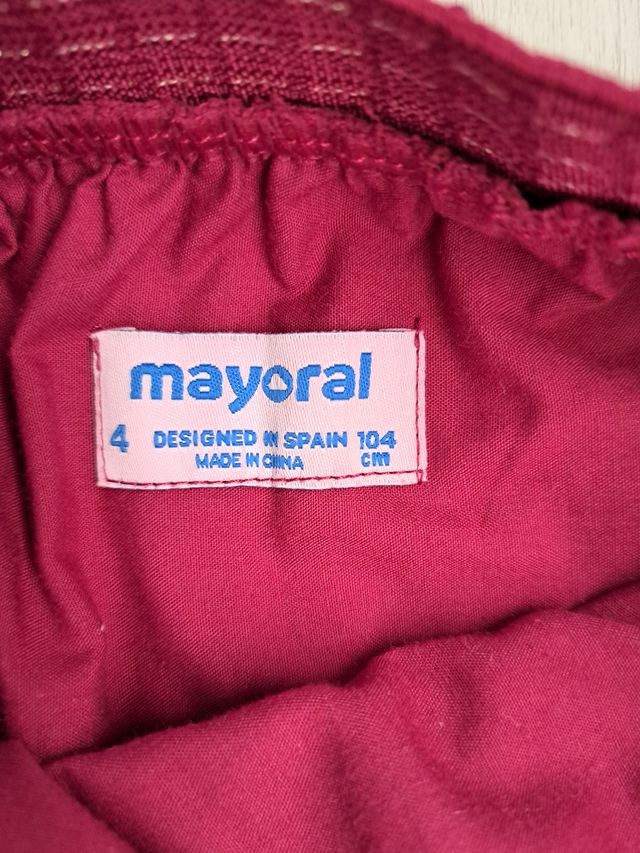 mayoral
4 DESIGNED IN SPAIN 104
MADE IN CHINA cm